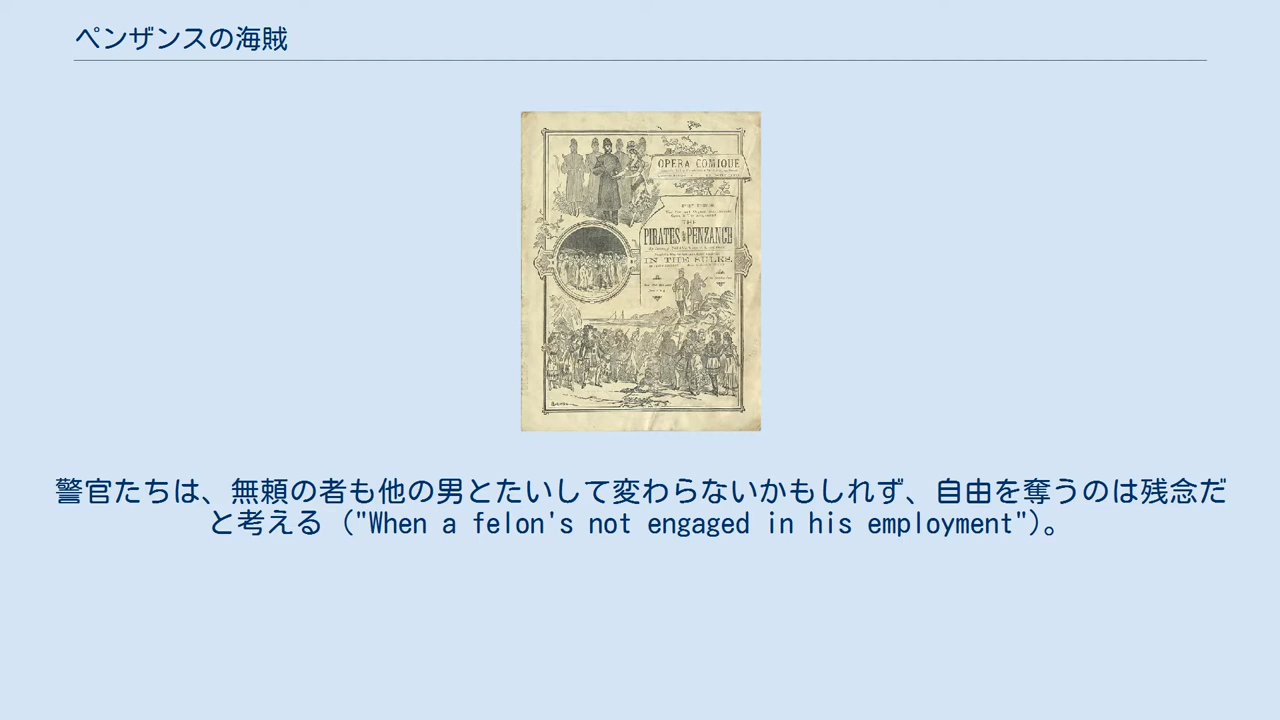 ペンザンスの海賊
OPERA COMIQUE
THE
PIRATES OF PENZANCE
IN THE SULKS.
警官たちは、無頼の者も他の男とたいして変わらないかもしれず、自由を奪うのは残念だ
と考える ("When a felon's not engaged in his employment")。